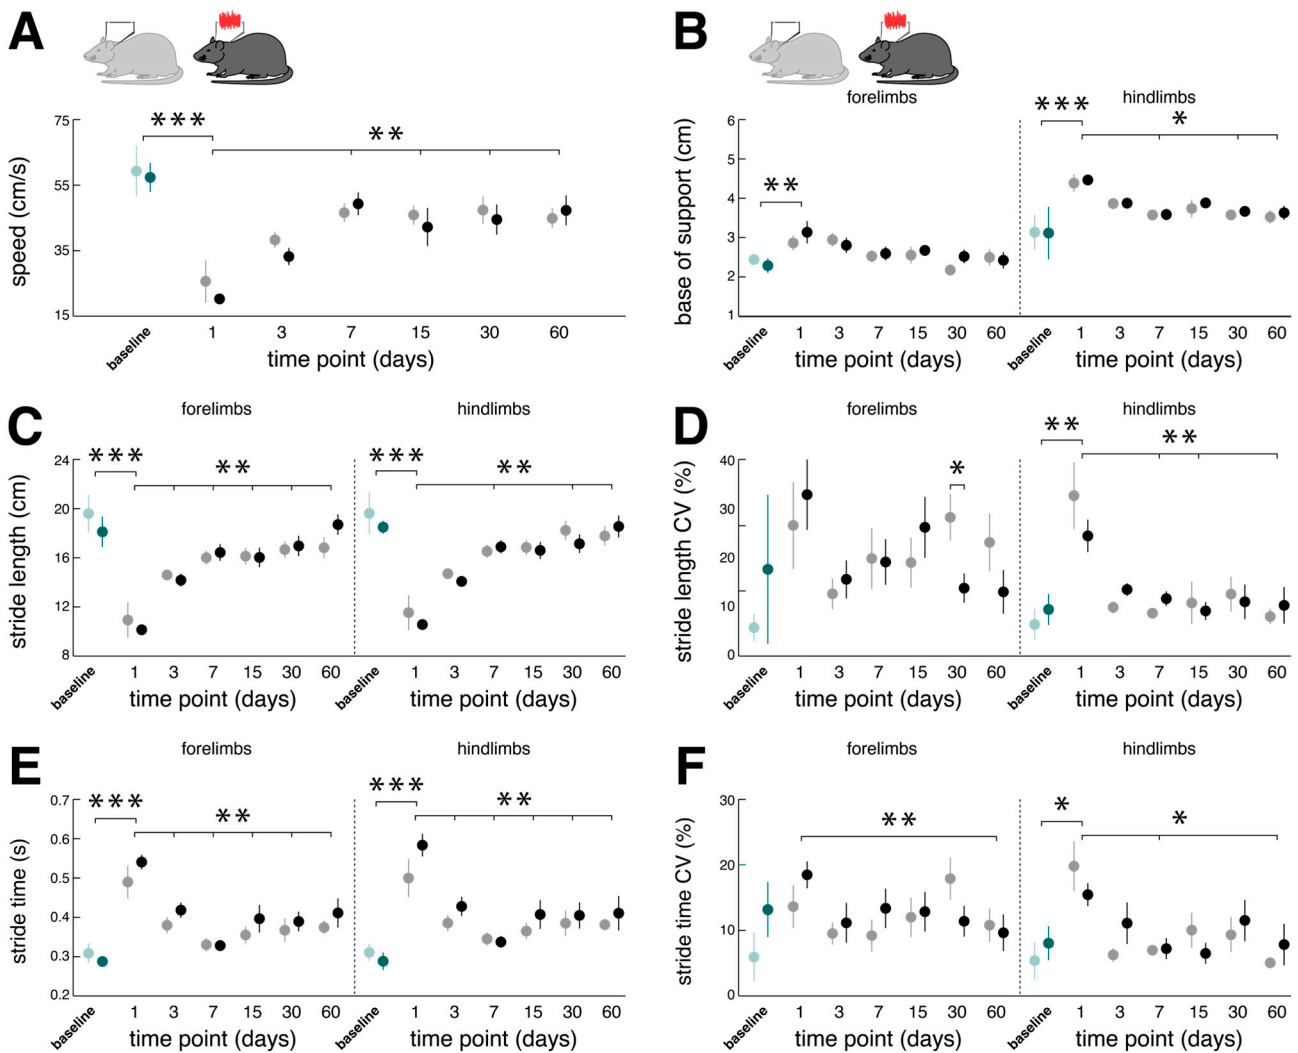 A
***
**
75
55
35
15
speed (cm/s)
baseline 1 3 7 15 30 60
time point (days)
B
forelimbs hindlimbs
*** *
**
6
5
4
3
2
1
base of support (cm)
baseline 1 3 7 15 30 60 baseline 1 3 7 15 30 60
time point (days) time point (days)
C
forelimbs hindlimbs
*** ** *** **
24
20
16
12
8
stride length (cm)
baseline 1 3 7 15 30 60 baseline 1 3 7 15 30 60
time point (days) time point (days)
D
forelimbs hindlimbs
** **
*
40
20
10
0
stride length CV (%)
baseline 1 3 7 15 30 60 baseline 1 3 7 15 30 60
time point (days) time point (days)
E
forelimbs hindlimbs
*** ** *** **
0.7
0.6
0.5
0.4
0.3
0.2
stride time (s)
baseline 1 3 7 15 30 60 baseline 1 3 7 15 30 60
time point (days) time point (days)
F
forelimbs hindlimbs
** * *
30
20
10
0
stride time CV (%)
baseline 1 3 7 15 30 60 baseline 1 3 7 15 30 60
time point (days) time point (days)